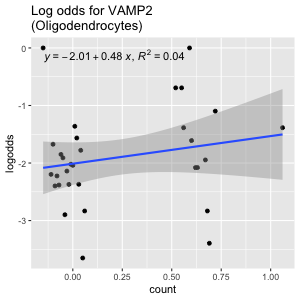 Log odds for VAMP2
(Oligodendrocytes)
y = −2.01 + 0.48 x, R² = 0.04
0
-1
-2
-3
logodds
0.00 0.25 0.50 0.75 1.00
count